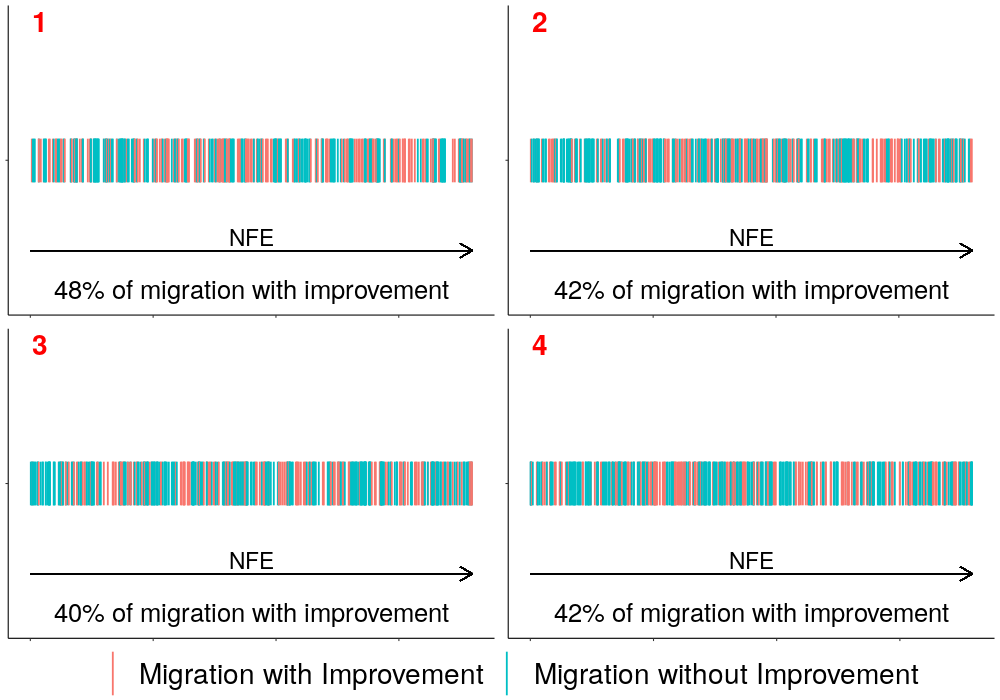 1
NFE
48% of migration with improvement
2
NFE
42% of migration with improvement
3
NFE
40% of migration with improvement
4
NFE
42% of migration with improvement
Migration with Improvement
Migration without Improvement